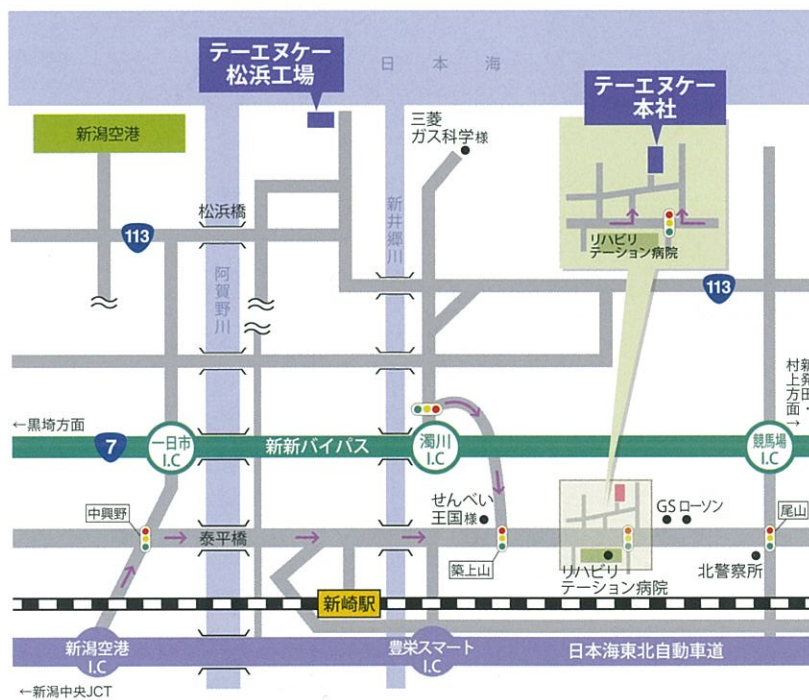 テーエヌケー
松浜工場
日本海
テーエヌケー
本社
新潟空港
三菱
ガス科学様
松浜橋
113
新井郷川
阿賀野川
リハビリ
テーション病院
113
新発田・
村上方面
→
←黒埼方面
7
一日市
I.C
新新バイパス
濁川
I.C
競馬場
I.C
せんべい
王国様
GS
ローソン
中興野
泰平橋
尾山
築上山
リハビリ
テーション病院
北警察所
新崎駅
新潟空港
I.C
豊栄スマート
I.C
日本海東北自動車道
←新潟中央JCT